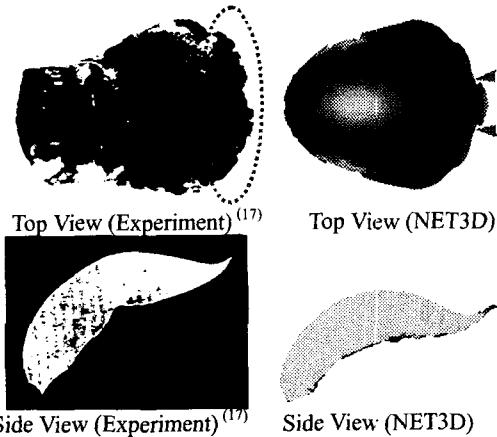 Top View (Experiment) (17)
Top View (NET3D)
Side View (Experiment) (17)
Side View (NET3D)